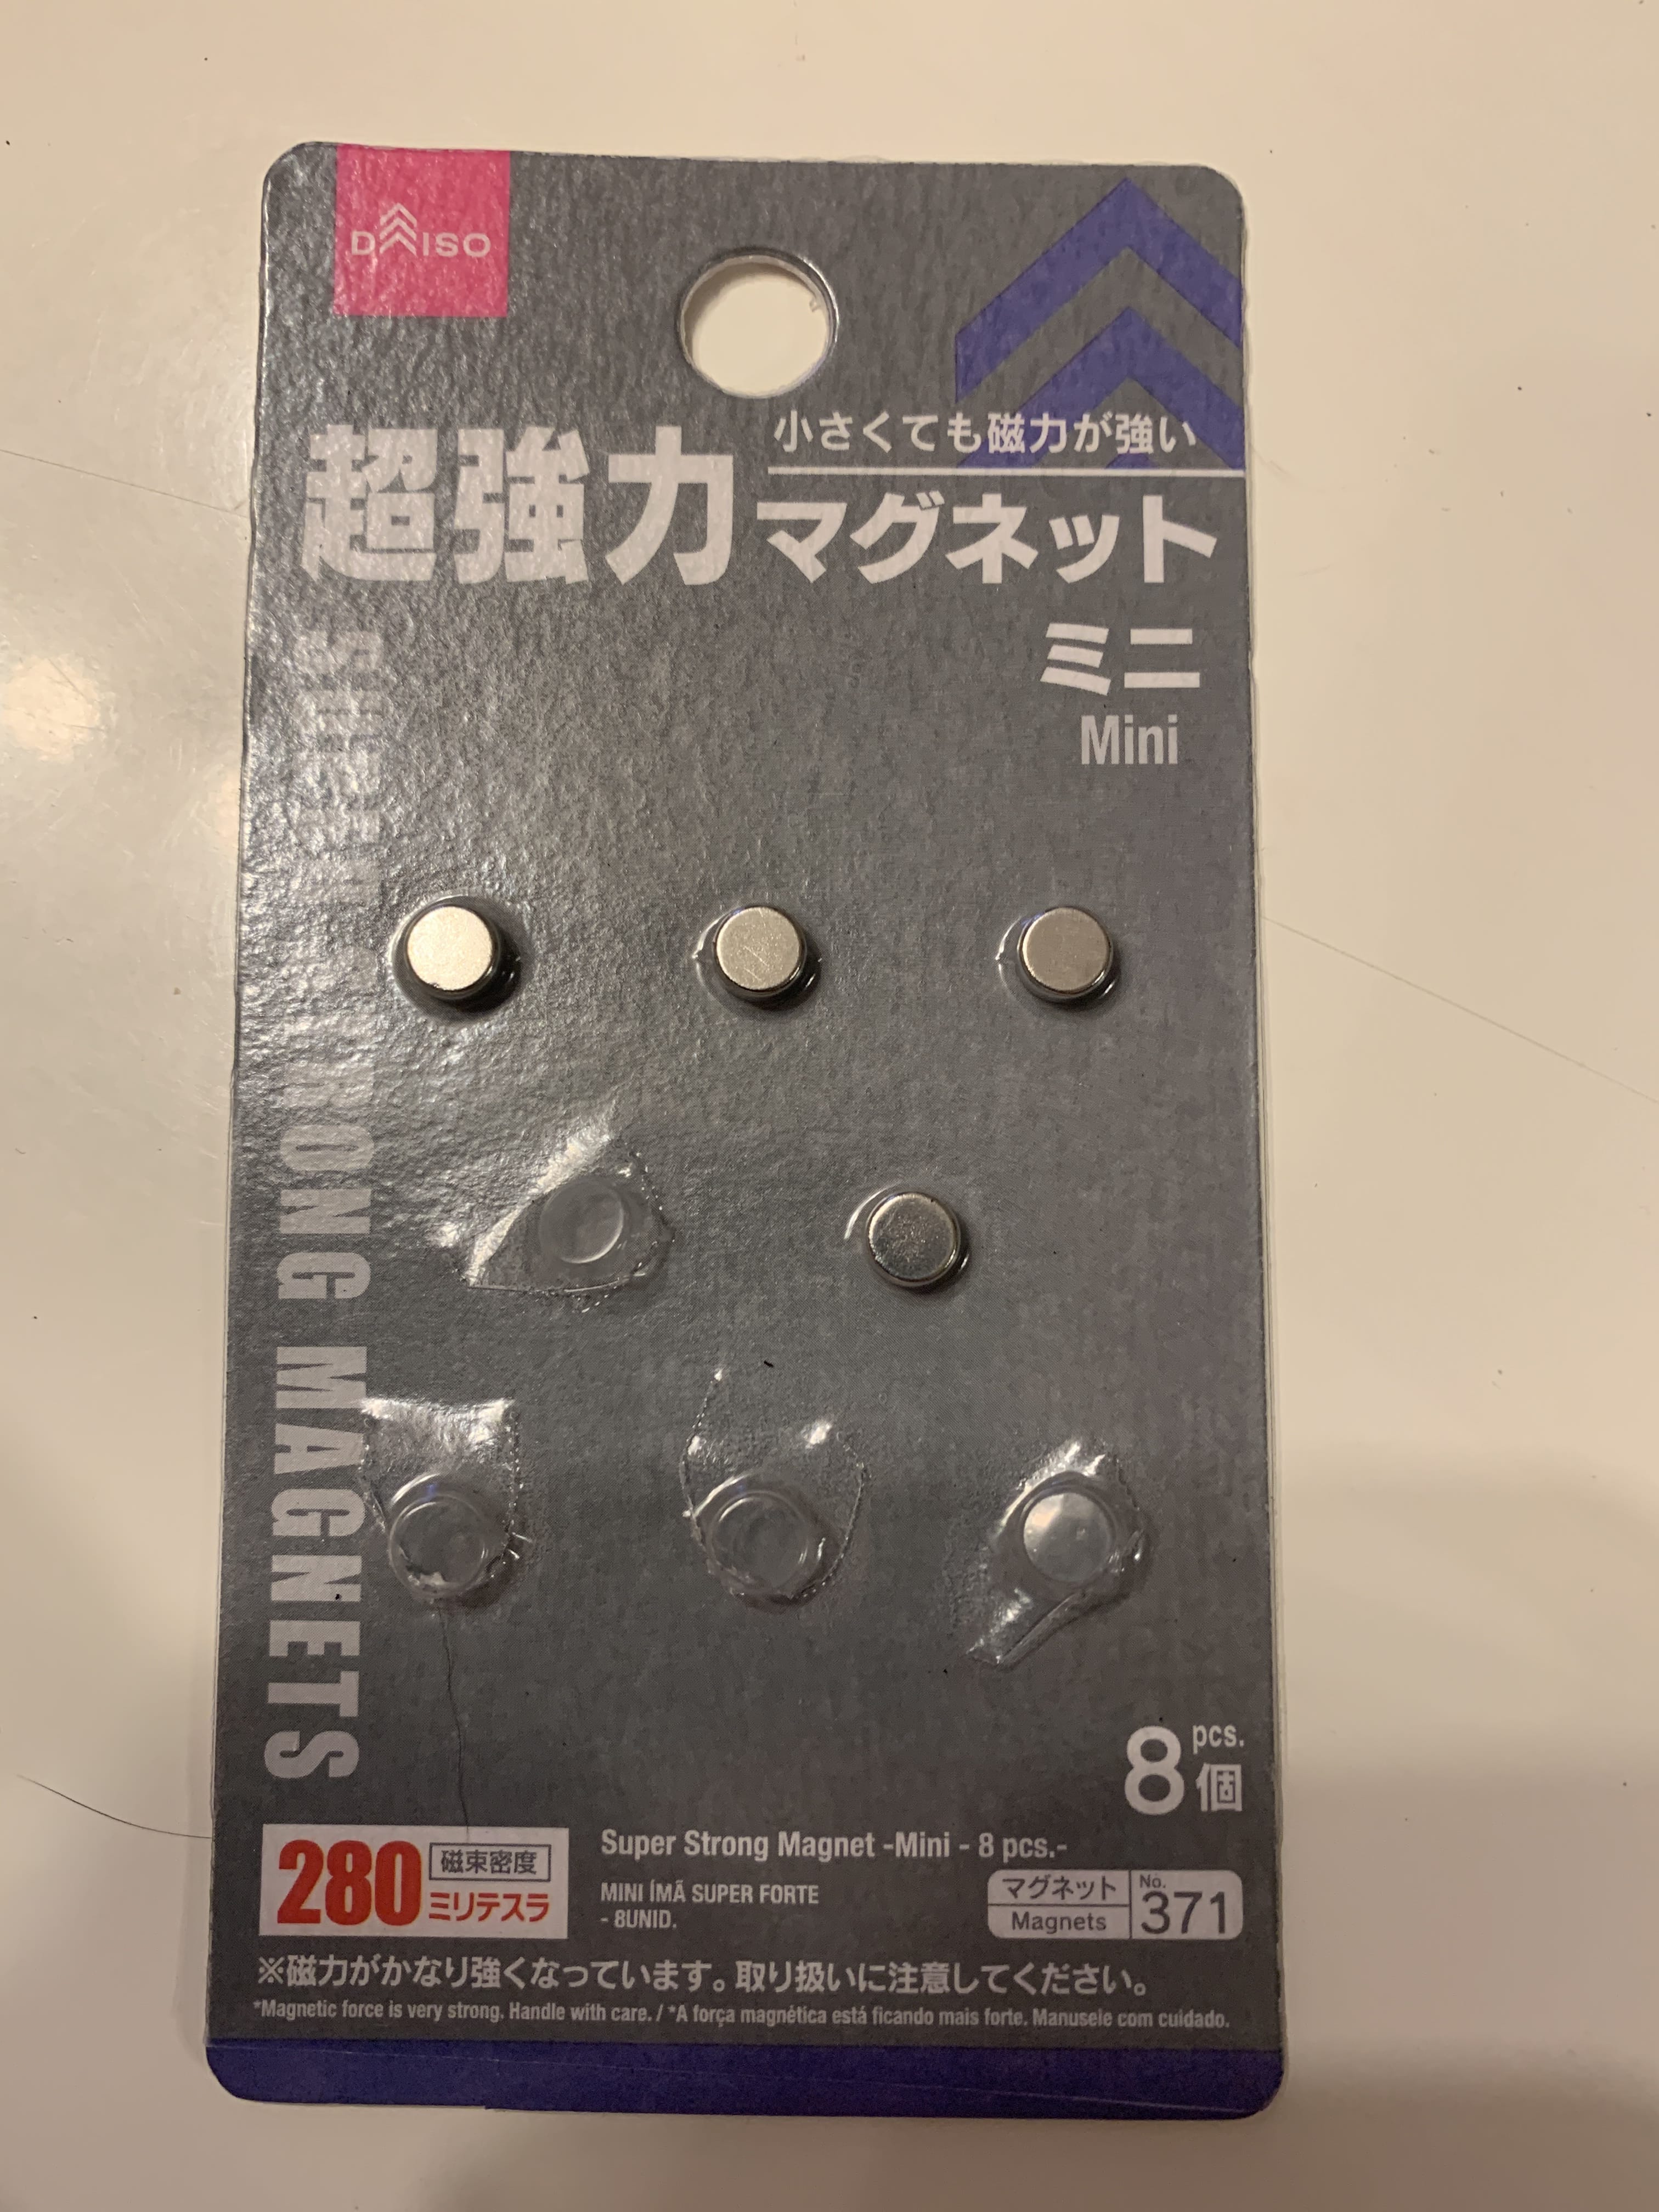 DAISO
小さくても磁力が強い
超強力マグネット
ミニ
Mini
SUPER STRONG MAGNETS
8 pcs.
個
280 磁束密度
ミリテスラ
Super Strong Magnet -Mini - 8 pcs.-
MINI ÍMÃ SUPER FORTE
- 8UNID.
マグネット
Magnets
No.
371
※磁力がかなり強くなっています。取り扱いに注意してください。
*Magnetic force is very strong. Handle with care. / *A força magnética está ficando mais forte. Manuseie com cuidado.